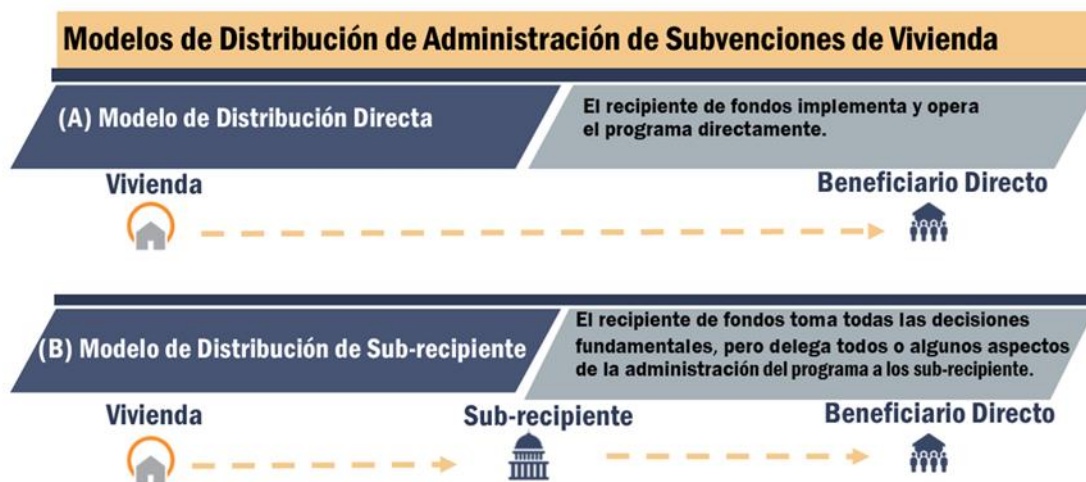 Modelos de Distribución de Administración de Subvenciones de Vivienda
(A) Modelo de Distribución Directa
El recipiente de fondos implementa y opera
el programa directamente.
Vivienda
Beneficiario Directo
(B) Modelo de Distribución de Sub-recipiente
El recipiente de fondos toma todas las decisiones
fundamentales, pero delega todos o algunos aspectos
de la administración del programa a los sub-recipiente.
Vivienda
Sub-recipiente
Beneficiario Directo